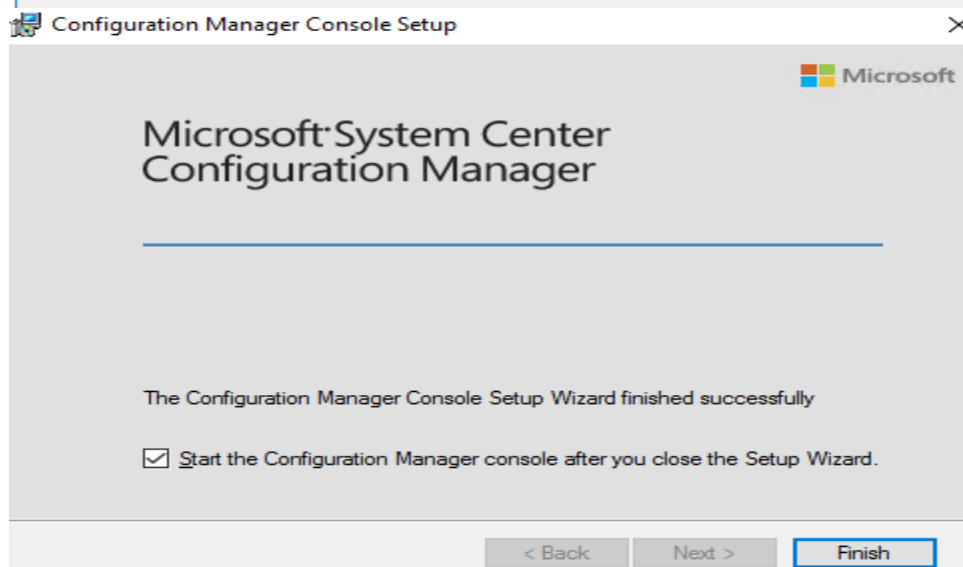 Configuration Manager Console Setup
Microsoft
Microsoft® System Center
Configuration Manager
The Configuration Manager Console Setup Wizard finished successfully
Start the Configuration Manager console after you close the Setup Wizard.
< Back Next > Finish